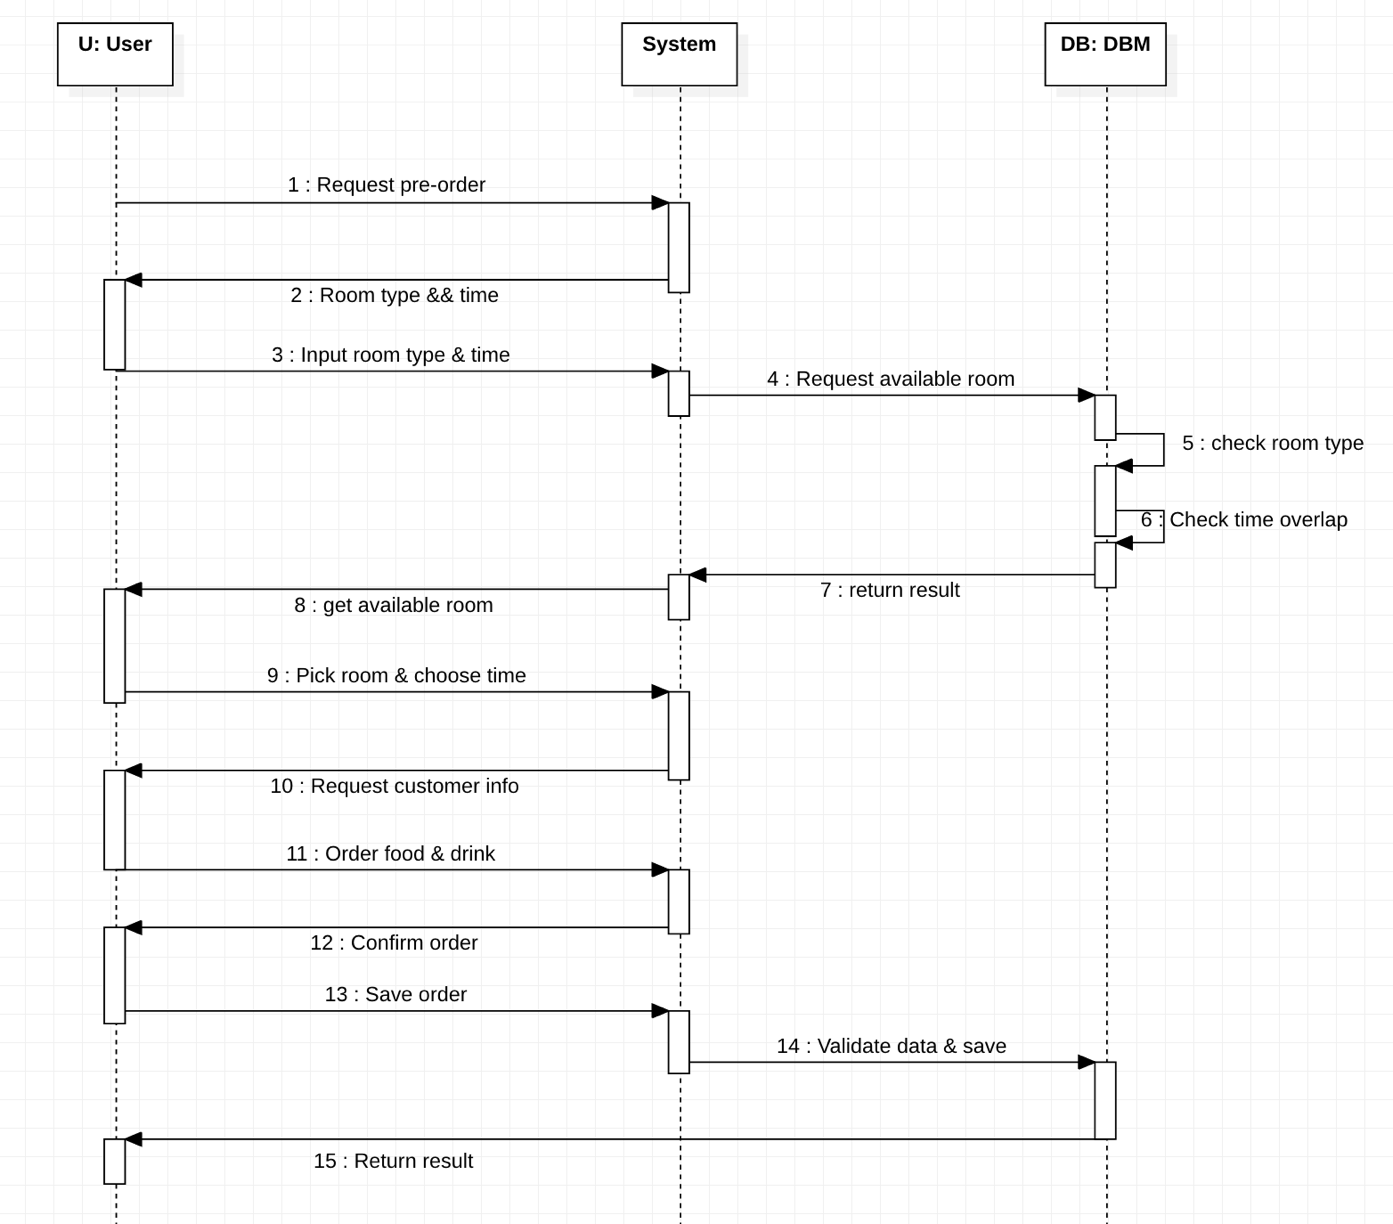 U: User
System
DB: DBM
1 : Request pre-order
2 : Room type && time
3 : Input room type & time
4 : Request available room
5 : check room type
6 : Check time overlap
7 : return result
8 : get available room
9 : Pick room & choose time
10 : Request customer info
11 : Order food & drink
12 : Confirm order
13 : Save order
14 : Validate data & save
15 : Return result